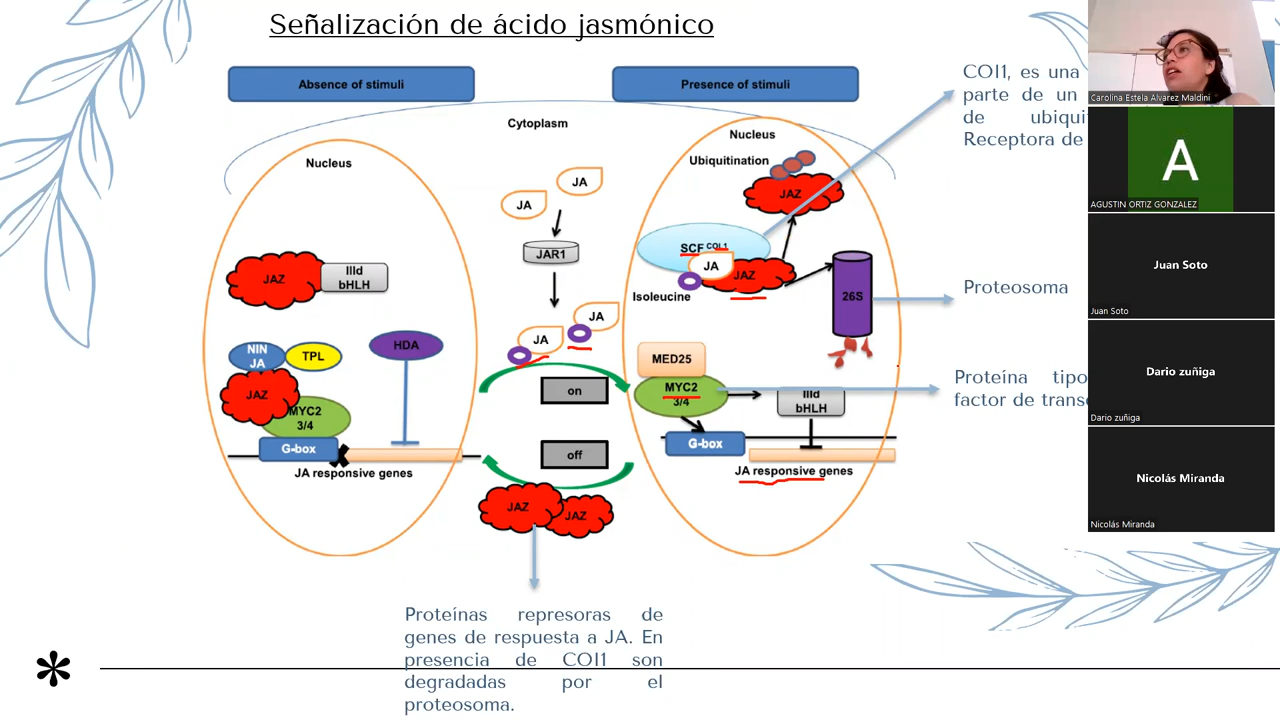 Señalización de ácido jasmónico
Absence of stimuli
Presence of stimuli
Cytoplasm
Nucleus
Nucleus
Ubiquitination
JA
JA
JAR1
JAZ
SCF COL1
JA
JAZ
Isoleucine
26S
JAZ
IIId
bHLH
JA
JA
NIN
JA
TPL
HDA
JAZ
MYC2
3/4
G-box
JA responsive genes
on
off
MED25
MYC2
3/4
IIId
bHLH
G-box
JA responsive genes
JAZ
JAZ
COI1, es una
parte de un
de
Receptora de
Proteosoma
Proteína tipo
factor de
Proteínas represoras de
genes de respuesta a JA. En
presencia de COI1 son
degradadas por el
proteosoma.
*
Carolina Estela Alvarez Maldini
A
AGUSTIN ORTIZ GONZALEZ
Juan Soto
Juan Soto
Dario zuñiga
Dario zuñiga
Nicolás Miranda
Nicolás Miranda